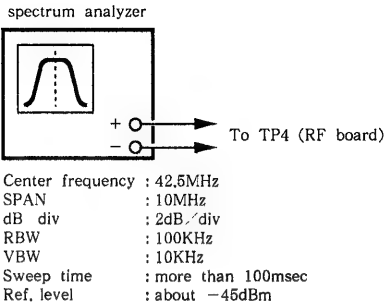 spectrum analyzer
+
−
To TP4 (RF board)
Center frequency : 42.5MHz
SPAN : 10MHz
dB div : 2dB/div
RBW : 100KHz
VBW : 10KHz
Sweep time : more than 100msec
Ref. level : about −45dBm